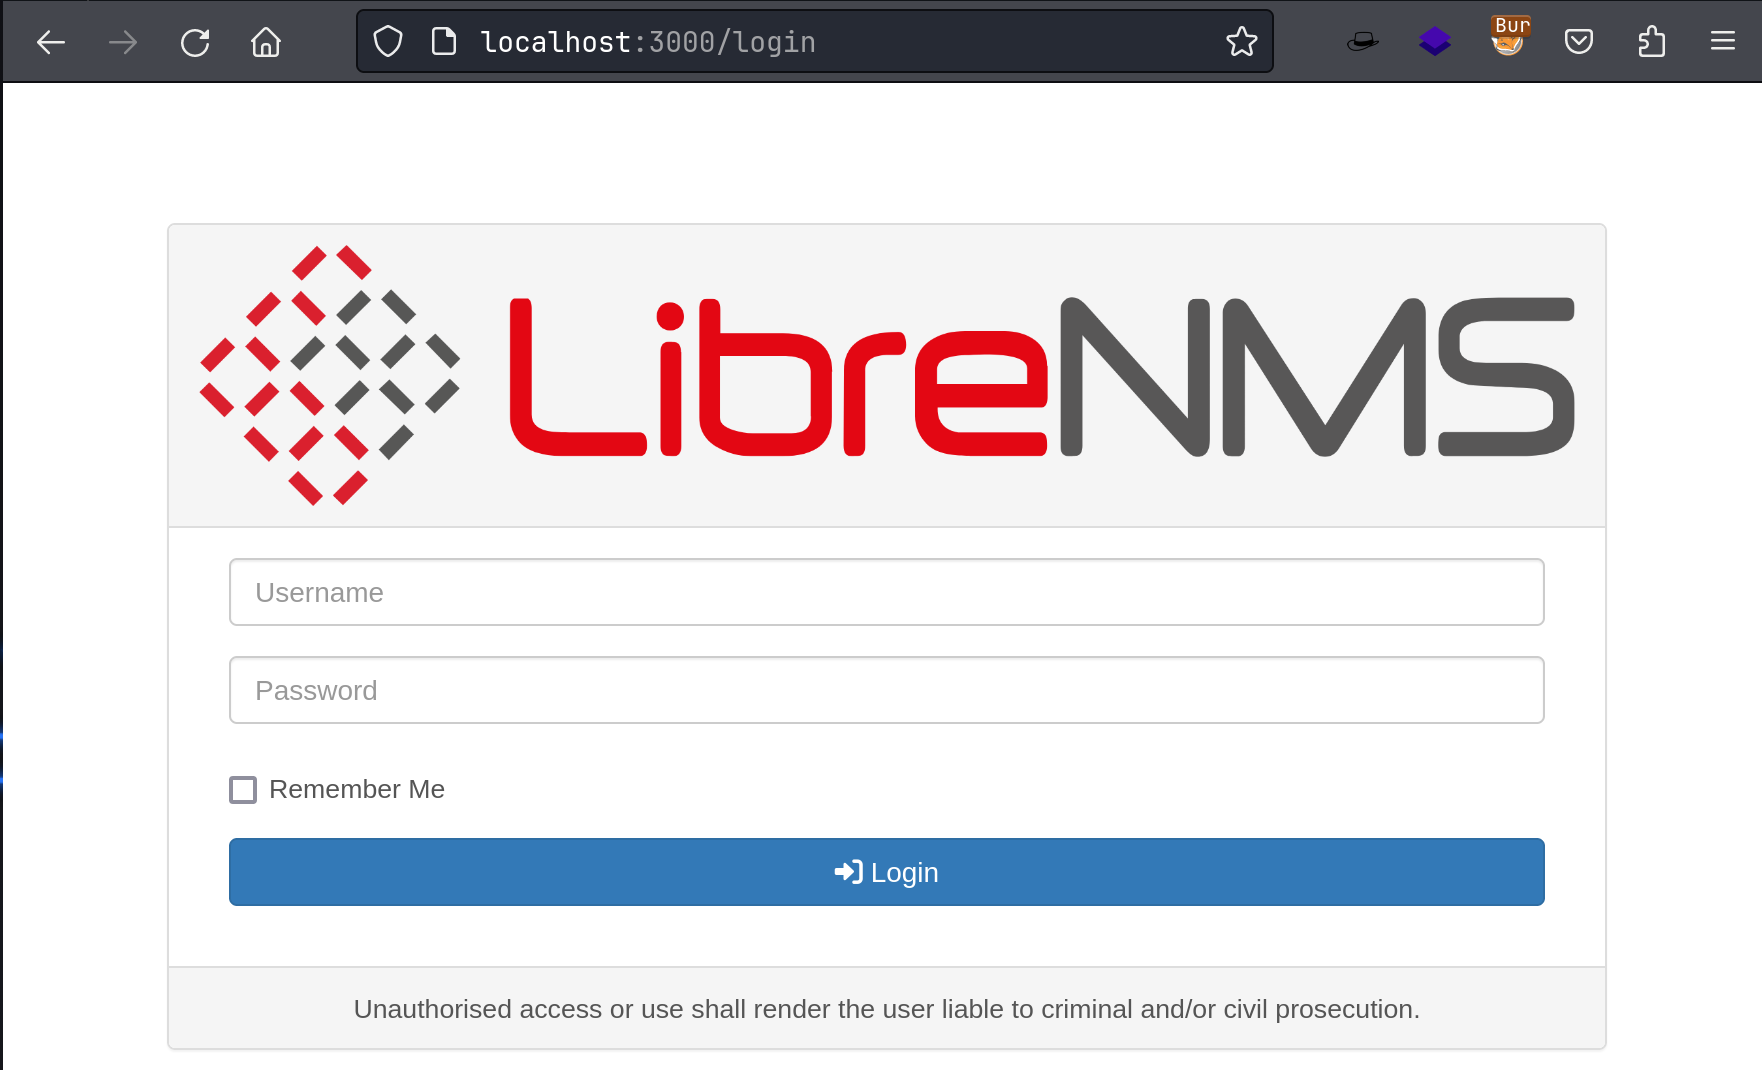 localhost:3000/login
Bur
LibreNMS
Username
Password
Remember Me
Login
Unauthorised access or use shall render the user liable to criminal and/or civil prosecution.